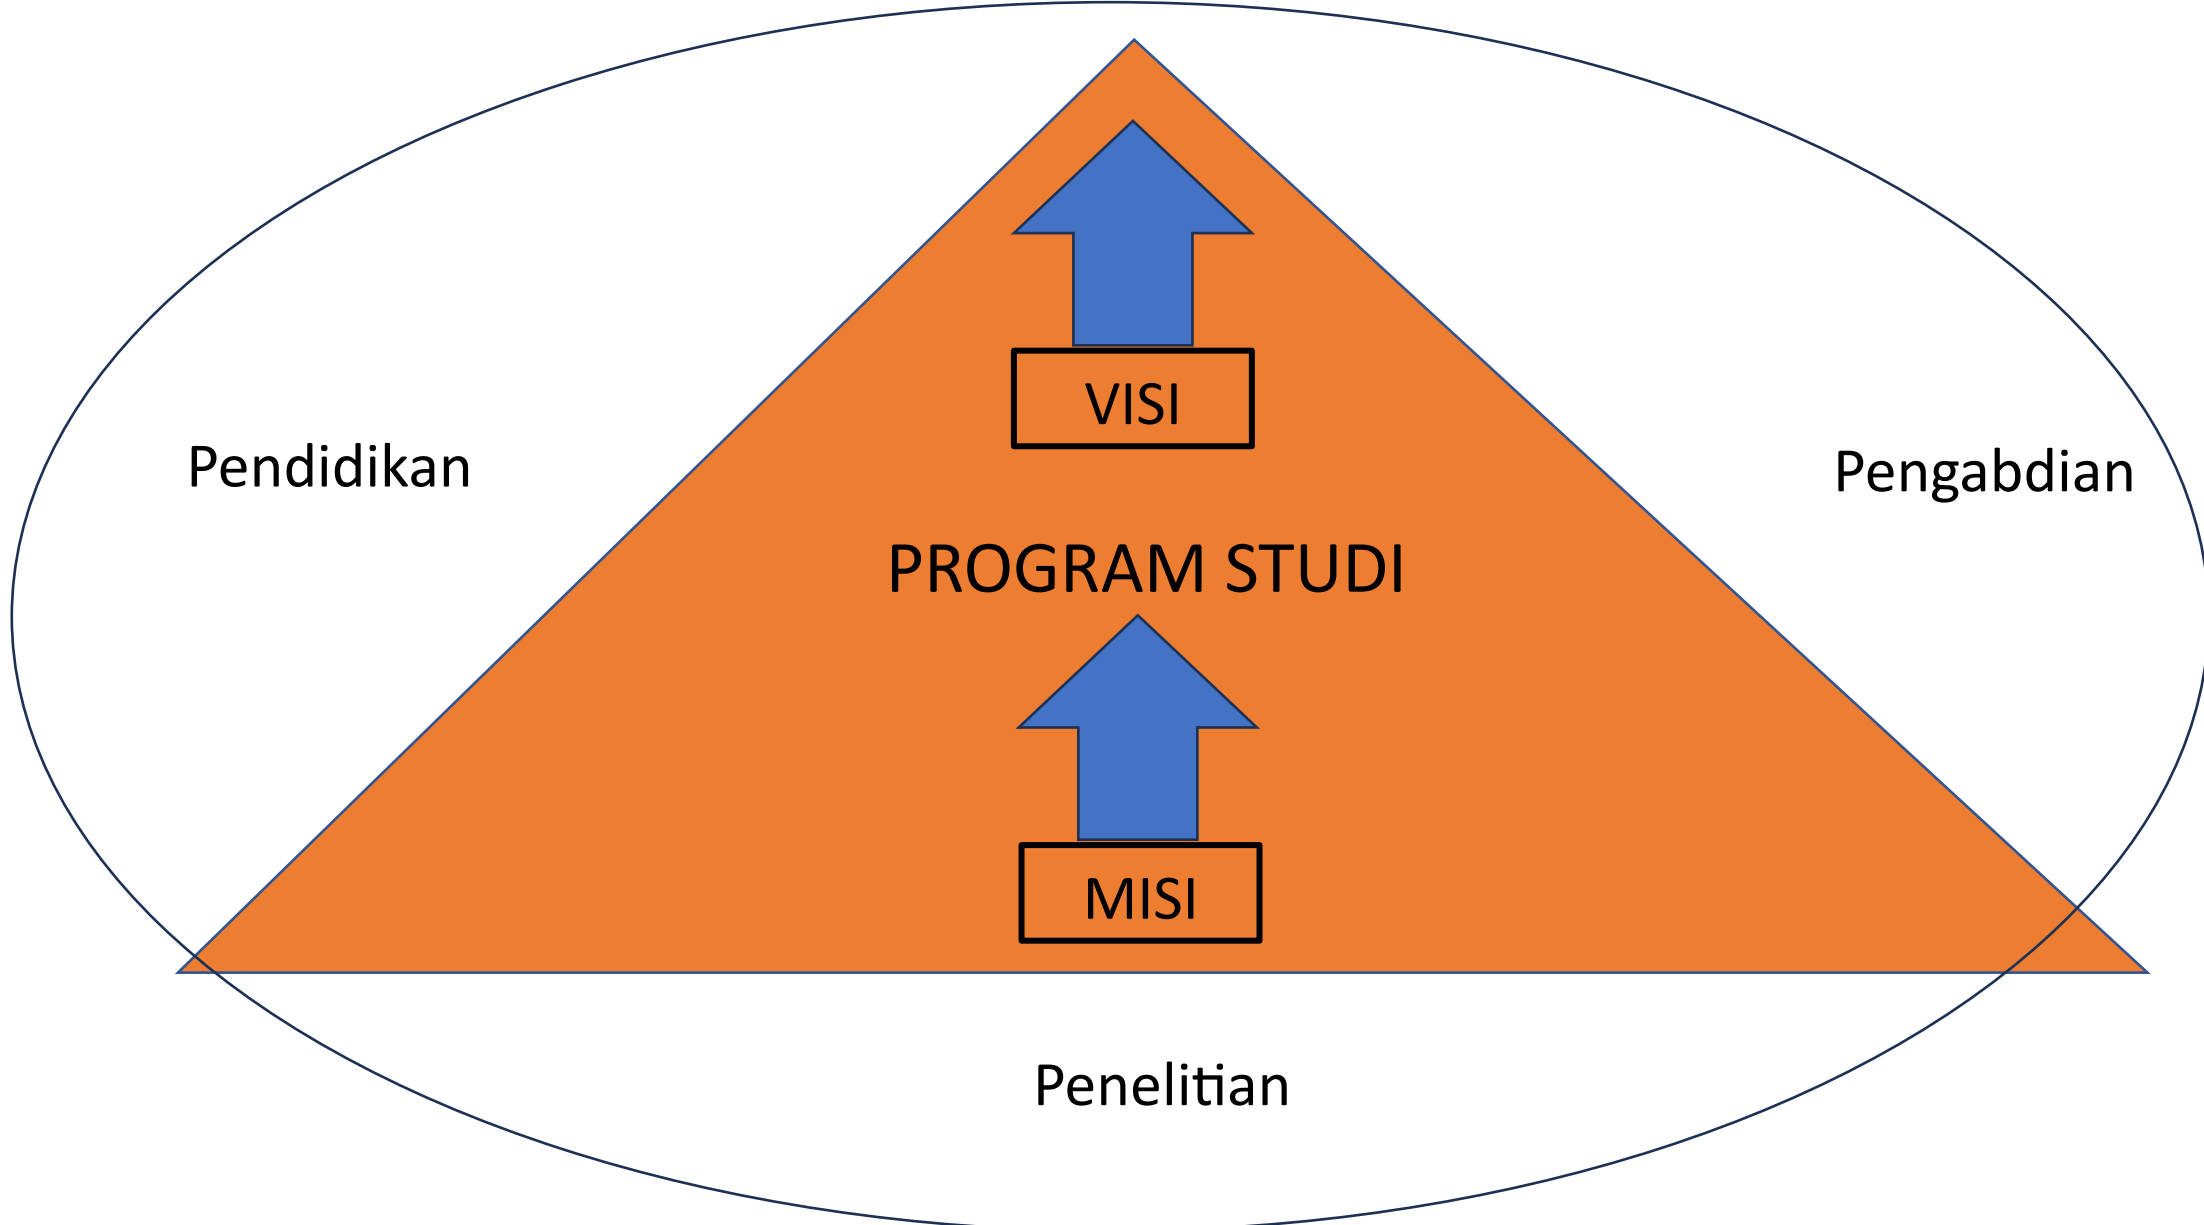 VISI
Pendidikan
Pengabdian
PROGRAM STUDI
MISI
Penelitian